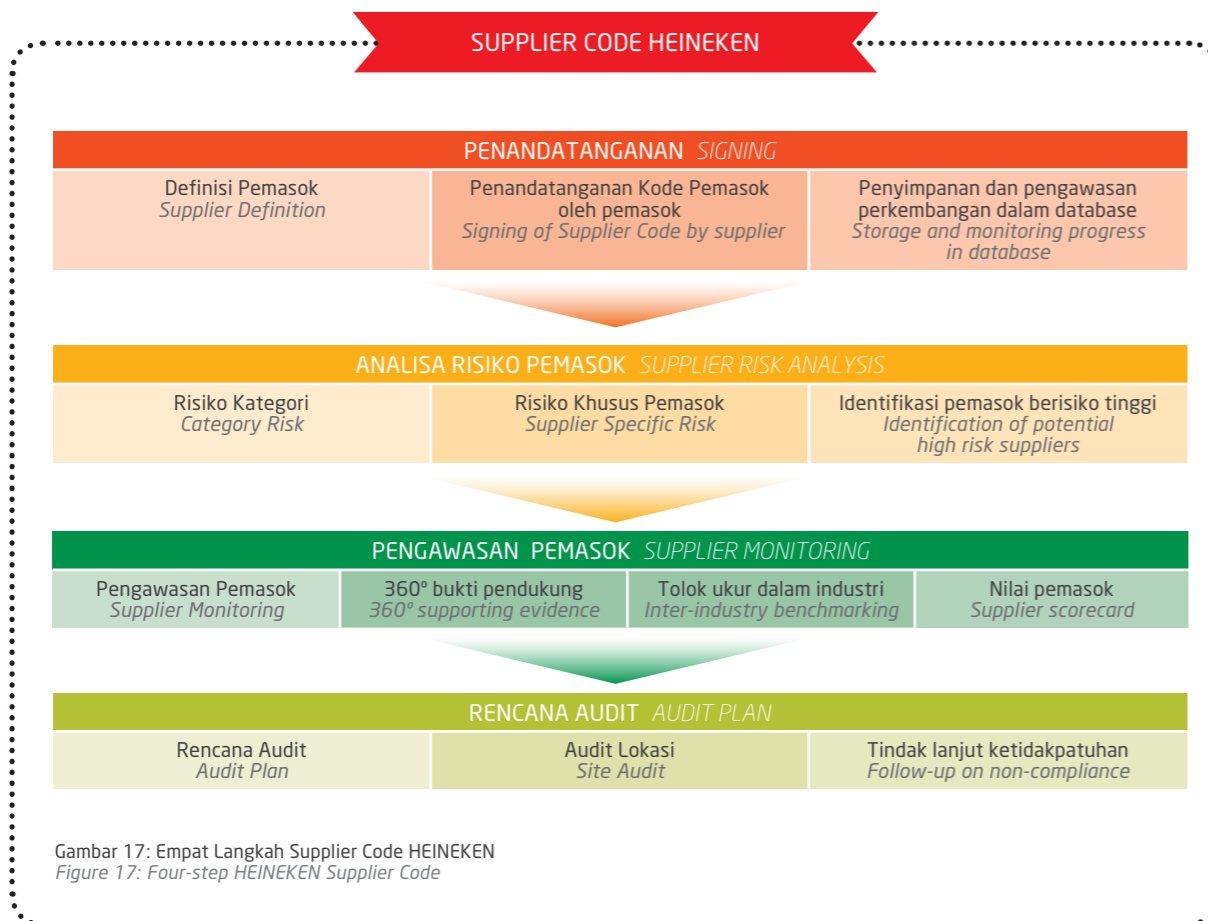 SUPPLIER CODE HEINEKEN
PENANDATANGANAN SIGNING
Definisi Pemasok
Supplier Definition
Penandatanganan Kode Pemasok
oleh pemasok
Signing of Supplier Code by supplier
Penyimpanan dan pengawasan
perkembangan dalam database
Storage and monitoring progress
in database
ANALISA RISIKO PEMASOK SUPPLIER RISK ANALYSIS
Risiko Kategori
Category Risk
Risiko Khusus Pemasok
Supplier Specific Risk
Identifikasi pemasok berisiko tinggi
Identification of potential
high risk suppliers
PENGAWASAN PEMASOK SUPPLIER MONITORING
Pengawasan Pemasok
Supplier Monitoring
360º bukti pendukung
360º supporting evidence
Tolok ukur dalam industri
Inter-industry benchmarking
Nilai pemasok
Supplier scorecard
RENCANA AUDIT AUDIT PLAN
Rencana Audit
Audit Plan
Audit Lokasi
Site Audit
Tindak lanjut ketidakpatuhan
Follow-up on non-compliance
Gambar 17: Empat Langkah Supplier Code HEINEKEN
Figure 17: Four-step HEINEKEN Supplier Code